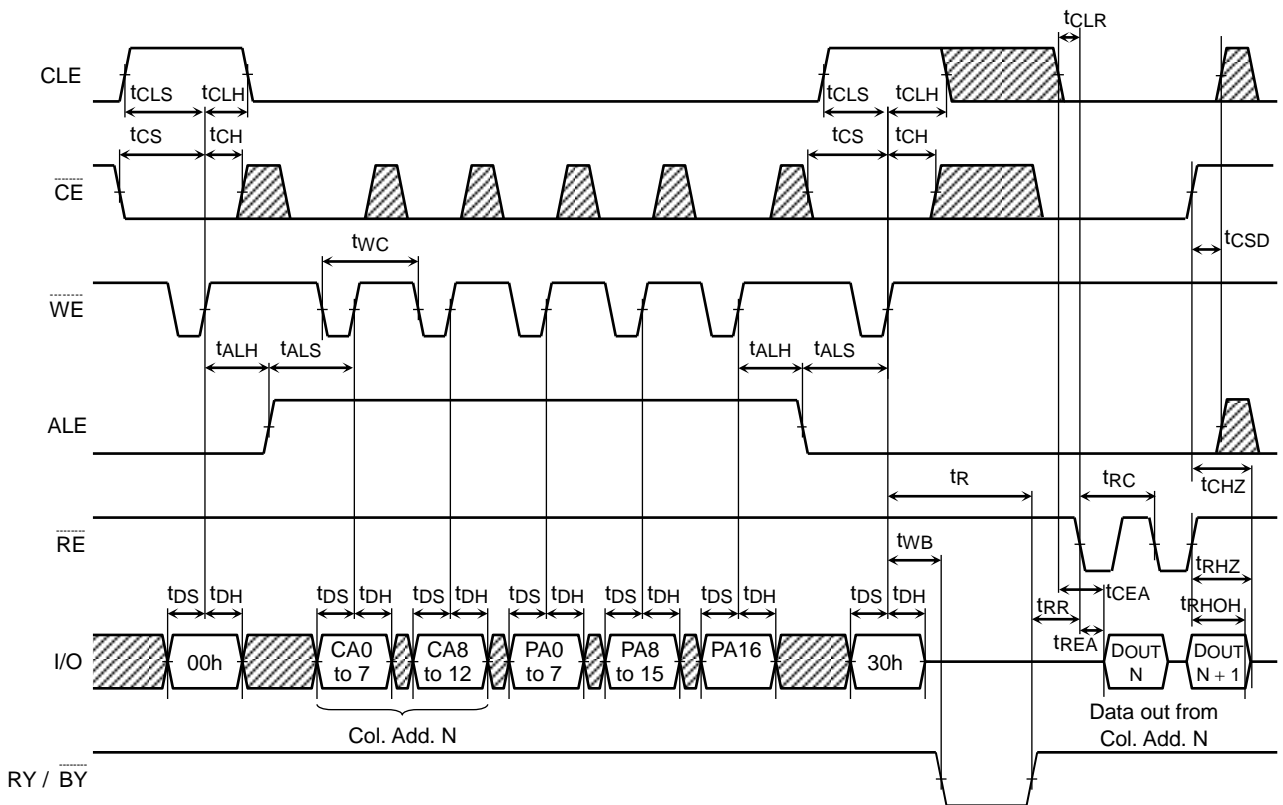 tCLR
CLE
tCLS tCLH tCLS tCLH
tCS tCH tCS tCH
CE
tWC tCSD
WE
tALH tALS tALH tALS
ALE
tR tRC tCHZ
RE
tWB tRHZ
tDS tDH tDS tDH tDS tDH tDS tDH tDS tDH tDS tDH tDS tDH tCEA
tRR tRHOH
tREA
I/O 00h CA0 to 7 CA8 to 12 PA0 to 7 PA8 to 15 PA16 30h DOUT N DOUT N + 1
Col. Add. N
Data out from
Col. Add. N
RY / BY